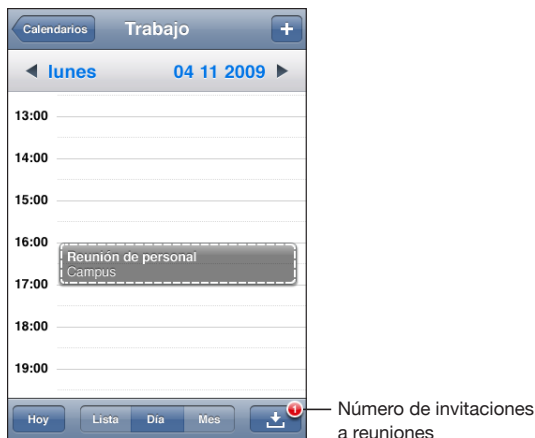 Calendarios
Trabajo
+
lunes
04 11 2009
13:00
14:00
15:00
16:00
Reunión de personal
Campus
17:00
18:00
19:00
Hoy
Lista
Día
Mes
1
Número de invitaciones
a reuniones